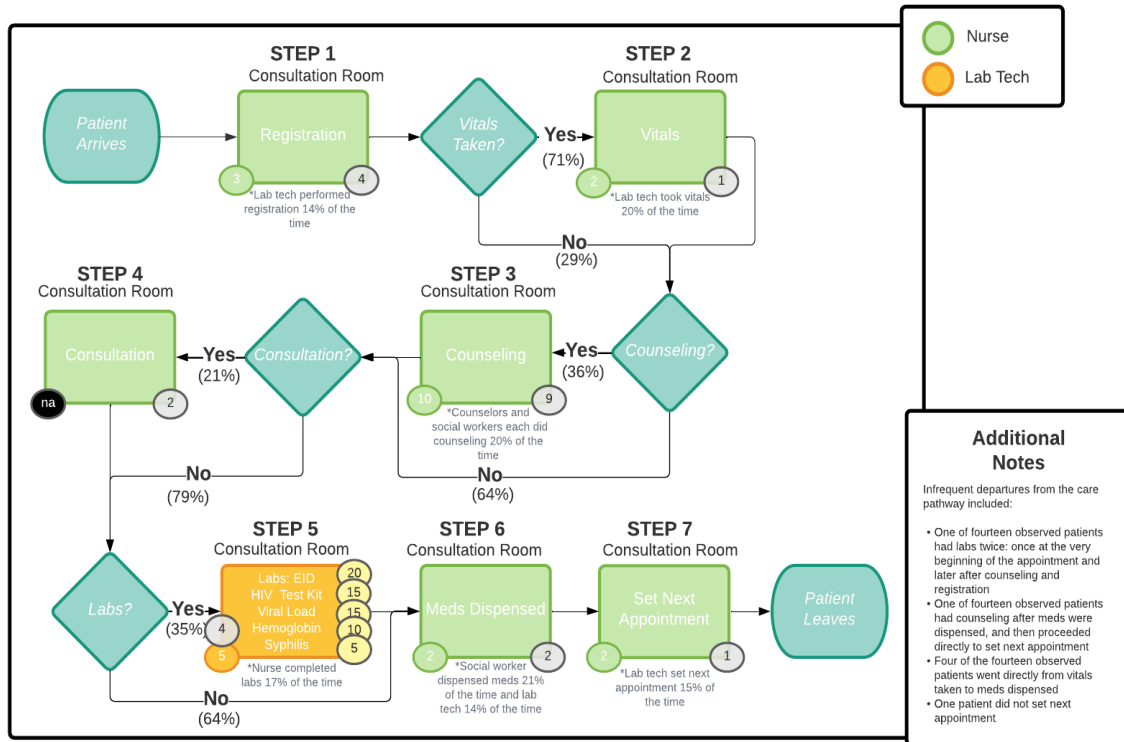 Nurse
Lab Tech
STEP 1
Consultation Room
STEP 2
Consultation Room
Patient
Arrives
Registration
3
4
*Lab tech performed
registration 14% of the
time
Vitals
Taken?
Yes
(71%)
Vitals
2
1
*Lab tech took vitals
20% of the time
No
(29%)
STEP 4
Consultation Room
STEP 3
Consultation Room
Consultation
na
2
Yes
(21%)
Consultation?
Counseling
10
9
*Counselors and
social workers each did
counseling 20% of the
time
Yes
(36%)
Counseling?
No
(79%)
No
(64%)
STEP 5
Consultation Room
STEP 6
Consultation Room
STEP 7
Consultation Room
Labs?
Yes
(35%)
Labs: EID
HIV Test Kit
Viral Load
Hemoglobin
Syphilis
20
15
15
10
5
4
5
*Nurse completed
labs 17% of the time
No
(64%)
Meds Dispensed
2
2
*Social worker
dispensed meds 21%
of the time and lab
tech 14% of the time
Set Next
Appointment
2
1
*Lab tech set next
appointment 15% of
the time
Patient
Leaves
Additional
Notes
Infrequent departures from the care
pathway included:
• One of fourteen observed patients
had labs twice: once at the very
beginning of the appointment and
later after counseling and
registration
• One of fourteen observed patients
had counseling after meds were
dispensed, and then proceeded
directly to set next appointment
• Four of the fourteen observed
patients went directly from vitals
taken to meds dispensed
• One patient did not set next
appointment